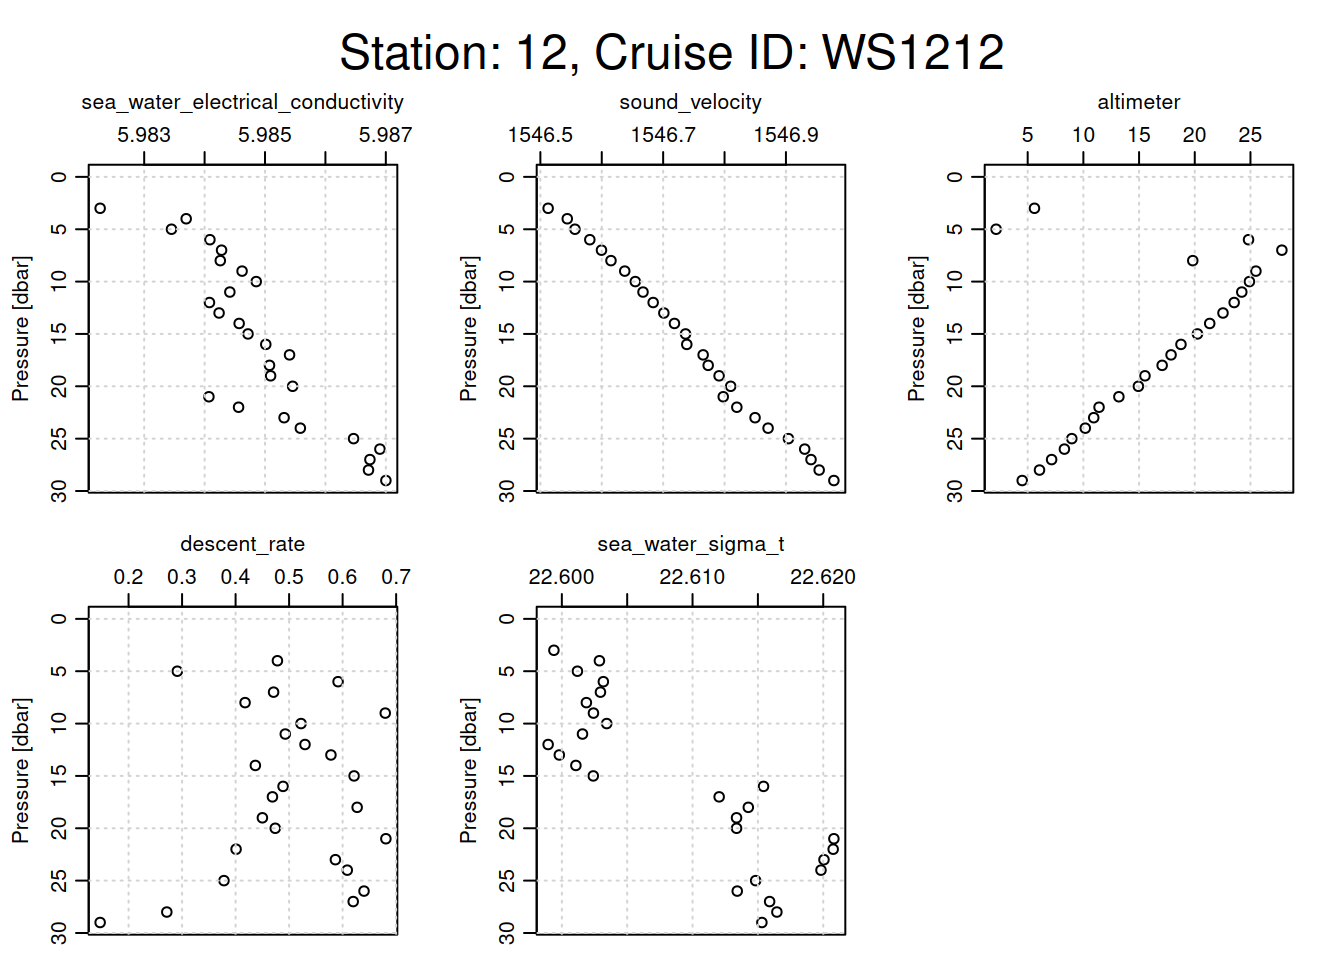 Station: 12, Cruise ID: WS1212
sea_water_electrical_conductivity
5.983 5.985 5.987
Pressure [dbar]
0 5 10 15 20 25 30
sound_velocity
1546.5 1546.7 1546.9
Pressure [dbar]
0 5 10 15 20 25 30
altimeter
5 10 15 20 25
Pressure [dbar]
0 5 10 15 20 25 30
descent_rate
0.2 0.3 0.4 0.5 0.6 0.7
Pressure [dbar]
0 5 10 15 20 25 30
sea_water_sigma_t
22.600 22.610 22.620
Pressure [dbar]
0 5 10 15 20 25 30